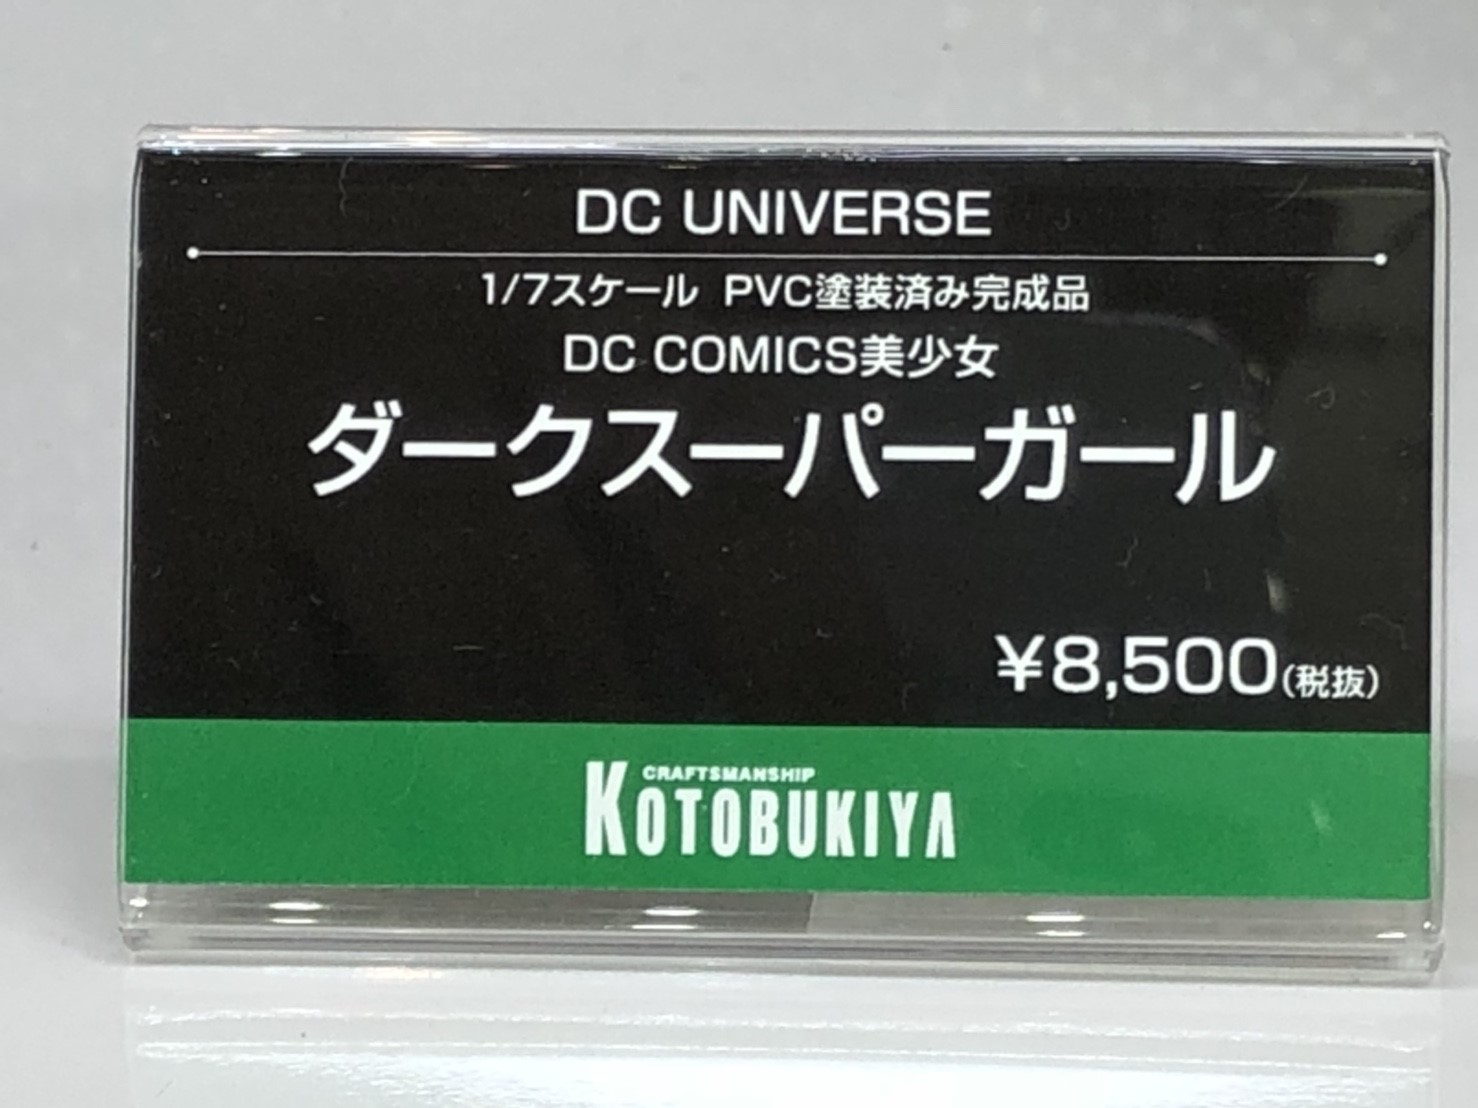 DC UNIVERSE
1/7スケール PVC塗装済み完成品
DC COMICS美少女
ダークスーパーガール
¥8,500(税抜)
CRAFTSMANSHIP
KOTOBUKIYA